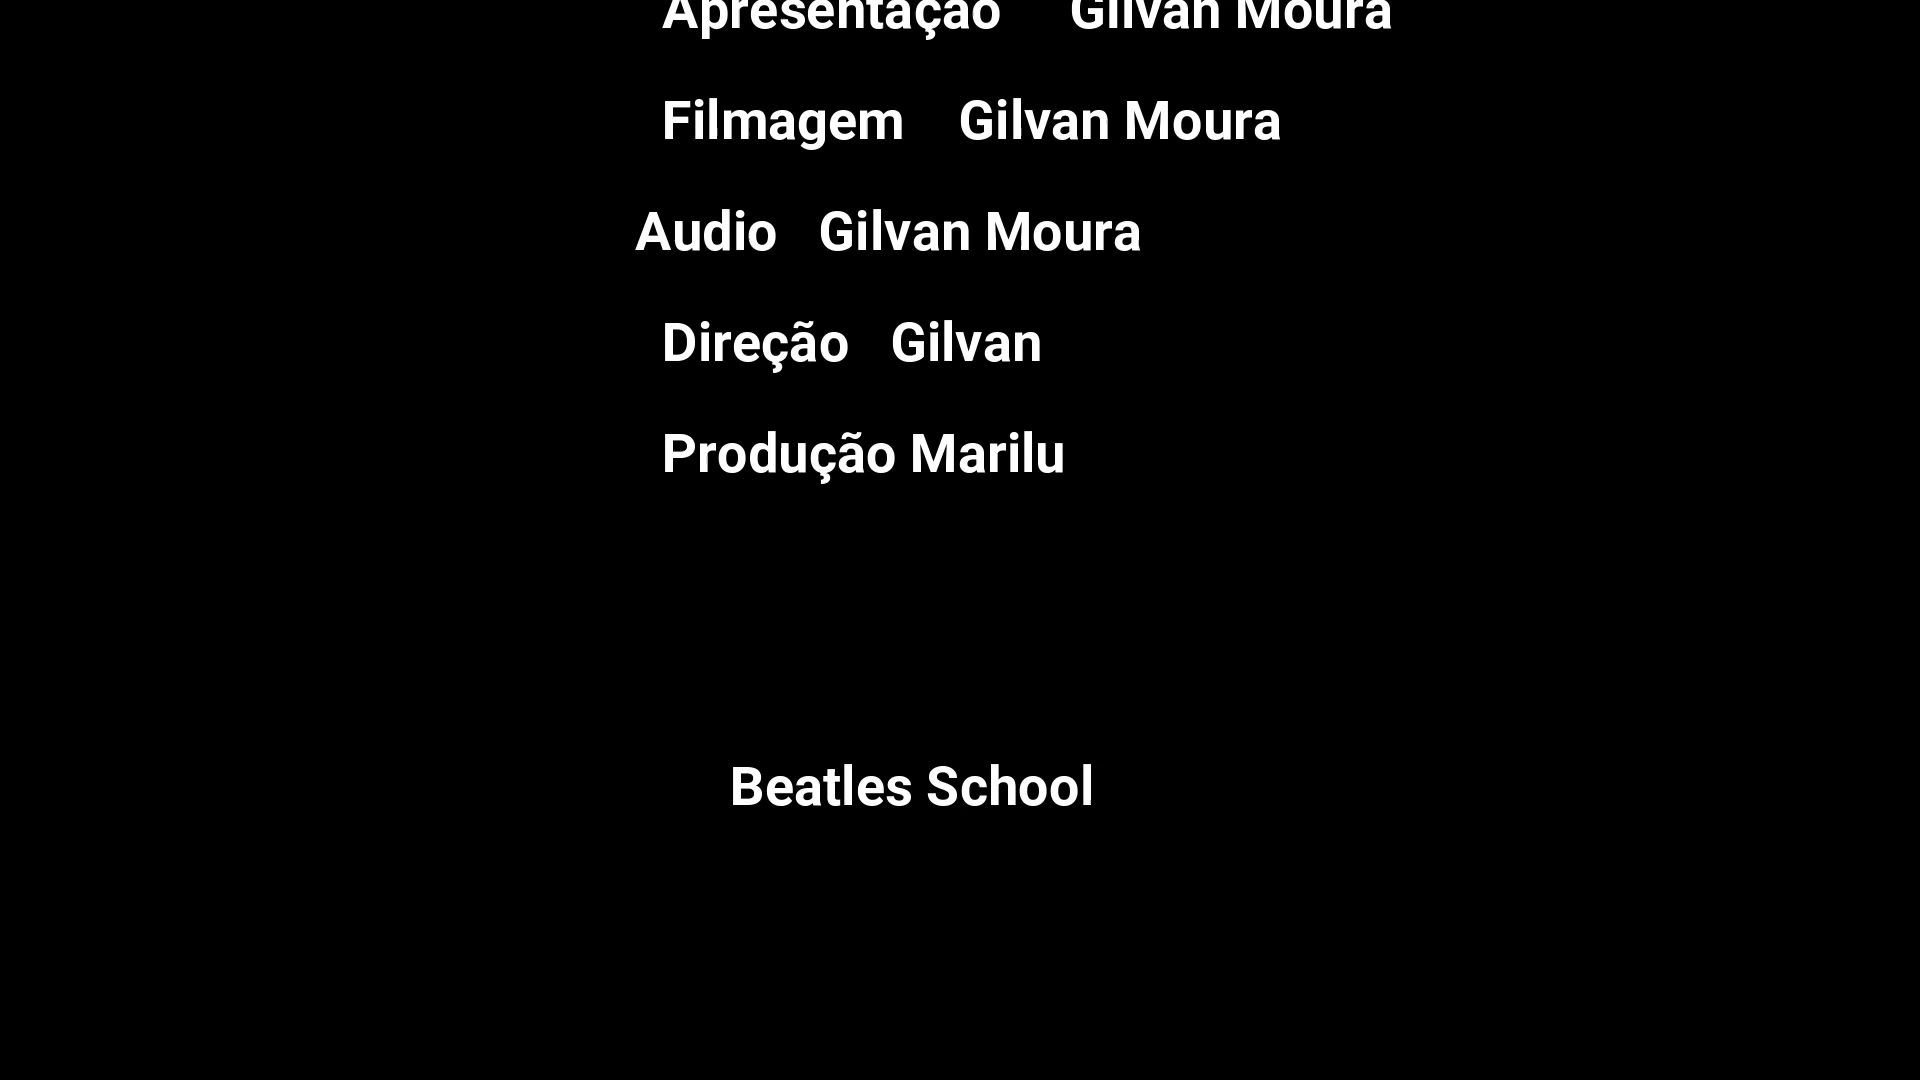 Apresentação Gilvan Moura
Filmagem Gilvan Moura
Audio Gilvan Moura
Direção Gilvan
Produção Marilu
Beatles School